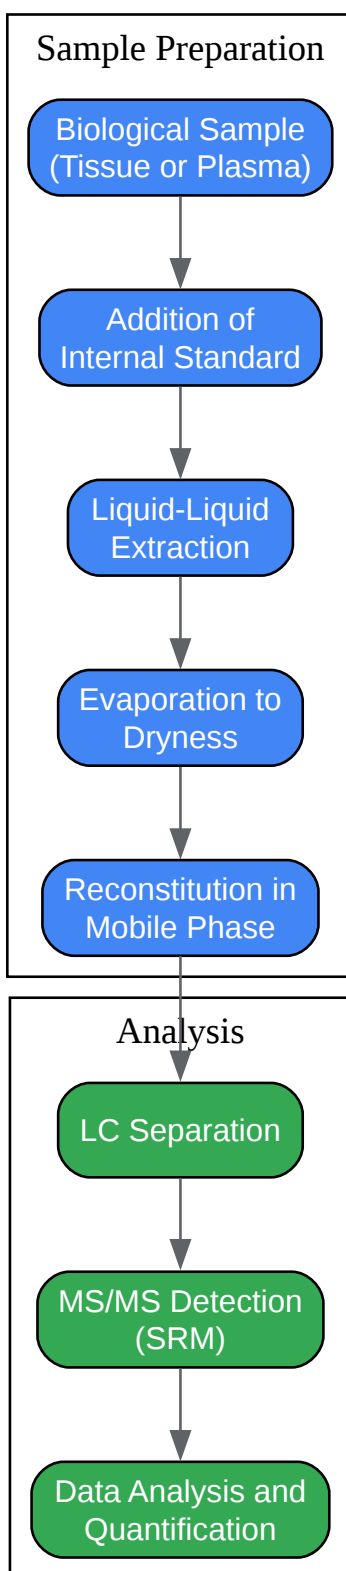 Sample Preparation
Biological Sample
(Tissue or Plasma)
Addition of
Internal Standard
Liquid-Liquid
Extraction
Evaporation to
Dryness
Reconstitution in
Mobile Phase
Analysis
LC Separation
MS/MS Detection
(SRM)
Data Analysis and
Quantification